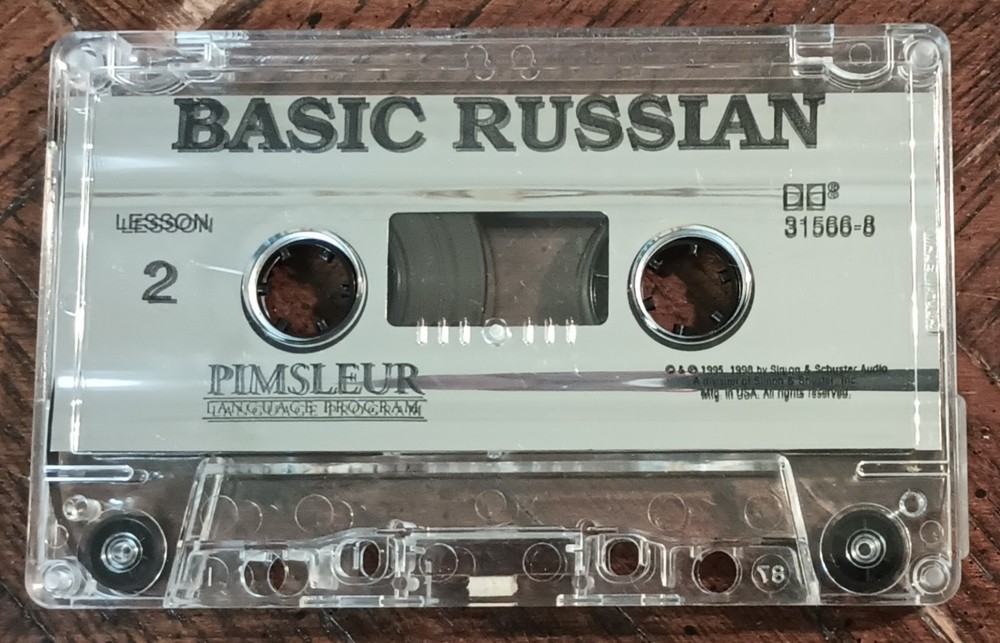 BASIC RUSSIAN
LESSON
2
31566-8
PIMSLEUR
LANGUAGE PROGRAM
© & ℗ 1995, 1998 by Simon & Schuster Audio
A division of Simon & Shuster, Inc.
Mfg. in USA. All rights reserved.